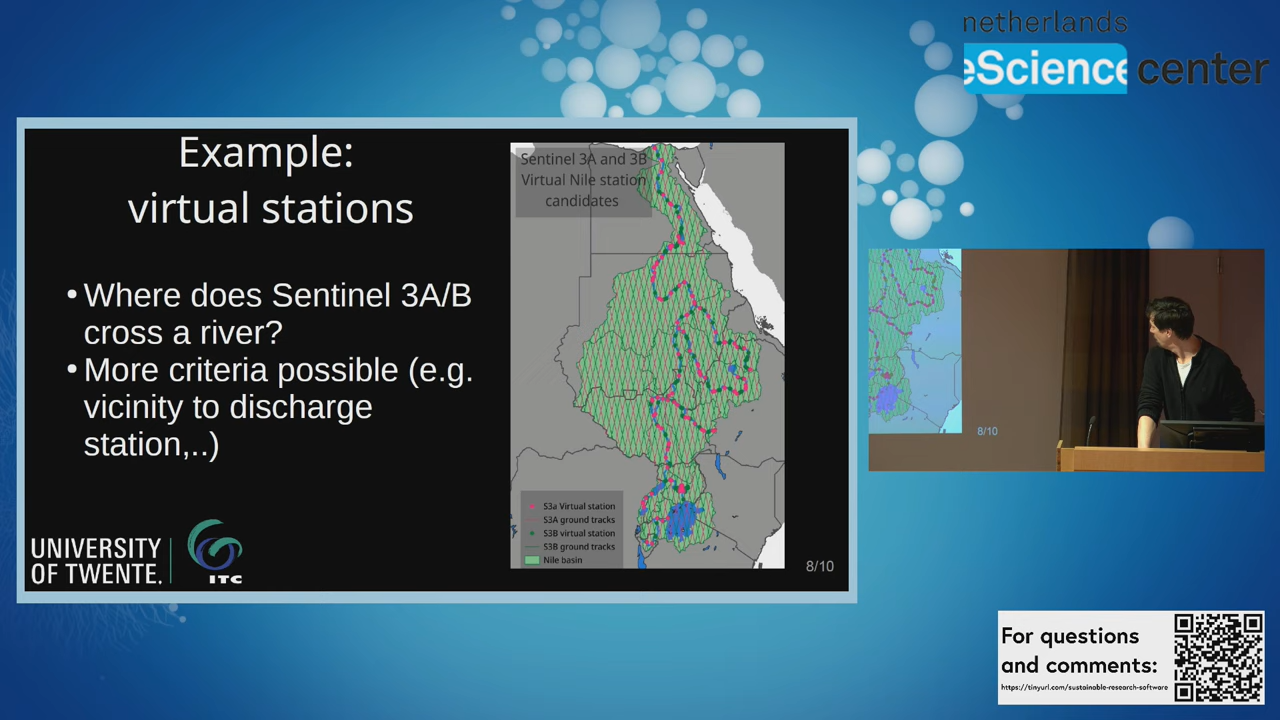 netherlands
eScience center
Example:
virtual stations
• Where does Sentinel 3A/B
cross a river?
• More criteria possible (e.g.
vicinity to discharge
station,..)
UNIVERSITY
OF TWENTE.
ITC
Sentinel 3A and 3B
Virtual Nile station
candidates
S3a Virtual station
S3A ground tracks
S3B virtual station
S3B ground tracks
Nile basin
8/10
8/10
For questions
and comments:
https://tinyurl.com/sustainable-research-software